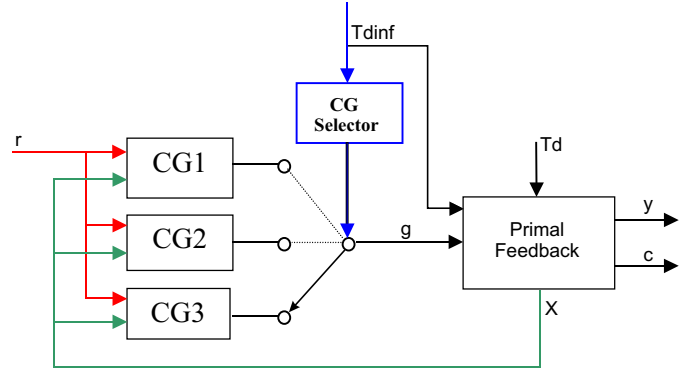 Tdinf
CG
Selector
r
CG1
Td
CG2
g
Primal
Feedback
y
c
CG3
X